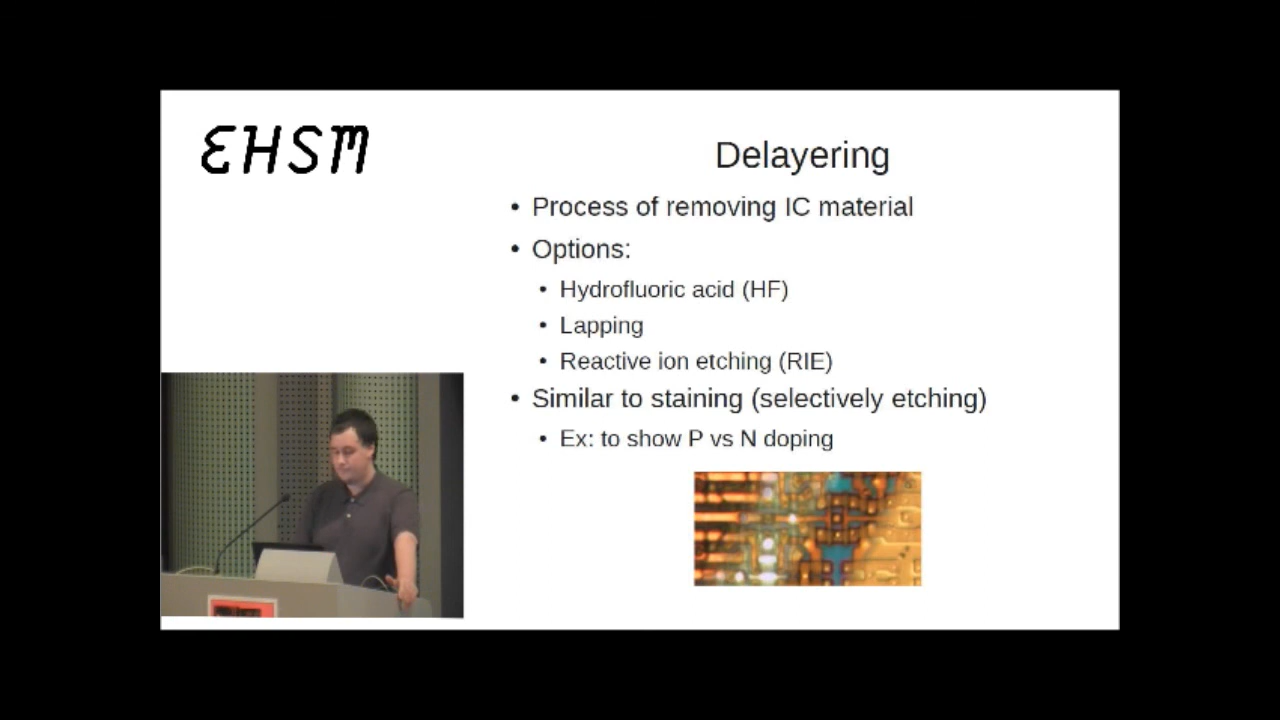 EHSM
Delayering
• Process of removing IC material
• Options:
• Hydrofluoric acid (HF)
• Lapping
• Reactive ion etching (RIE)
• Similar to staining (selectively etching)
• Ex: to show P vs N doping